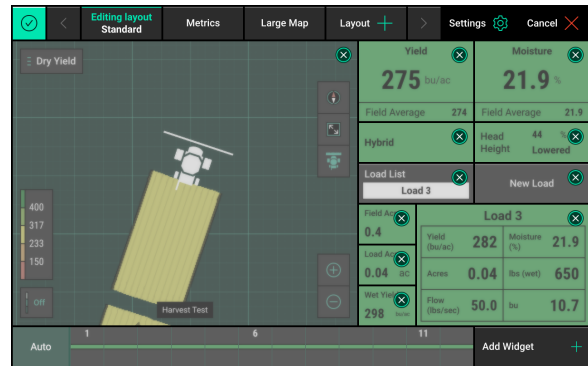 Editing layout
Standard
Metrics
Large Map
Layout
Settings
Cancel
Dry Yield
400
317
233
150
Off
Harvest Test
Yield
275 bu/ac
Field Average 274
Moisture
21.9 %
Field Average 21.9
Hybrid
Head Height 44 %
Lowered
Load List
Load 3
New Load
Field Ac
0.4
Load Ac
0.04 ac
Wet Yield
298 bu/ac
Load 3
Yield (bu/ac) 282 Moisture (%) 21.9
Acres 0.04 lbs (wet) 650
Flow (lbs/sec) 50.0 bu 10.7
Auto
1 6 11
Add Widget